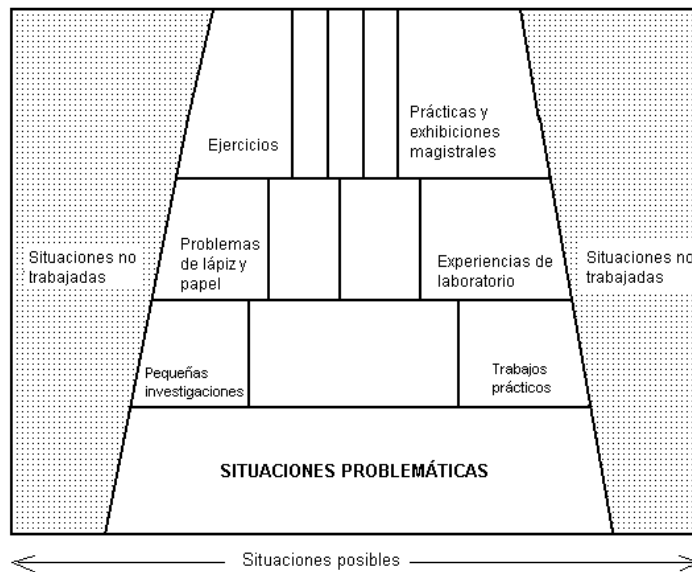 Ejercicios
Prácticas y
exhibiciones
magistrales
Situaciones no
trabajadas
Problemas
de lápiz y
papel
Experiencias de
laboratorio
Situaciones no
trabajadas
Pequeñas
investigaciones
Trabajos
prácticos
SITUACIONES PROBLEMÁTICAS
Situaciones posibles